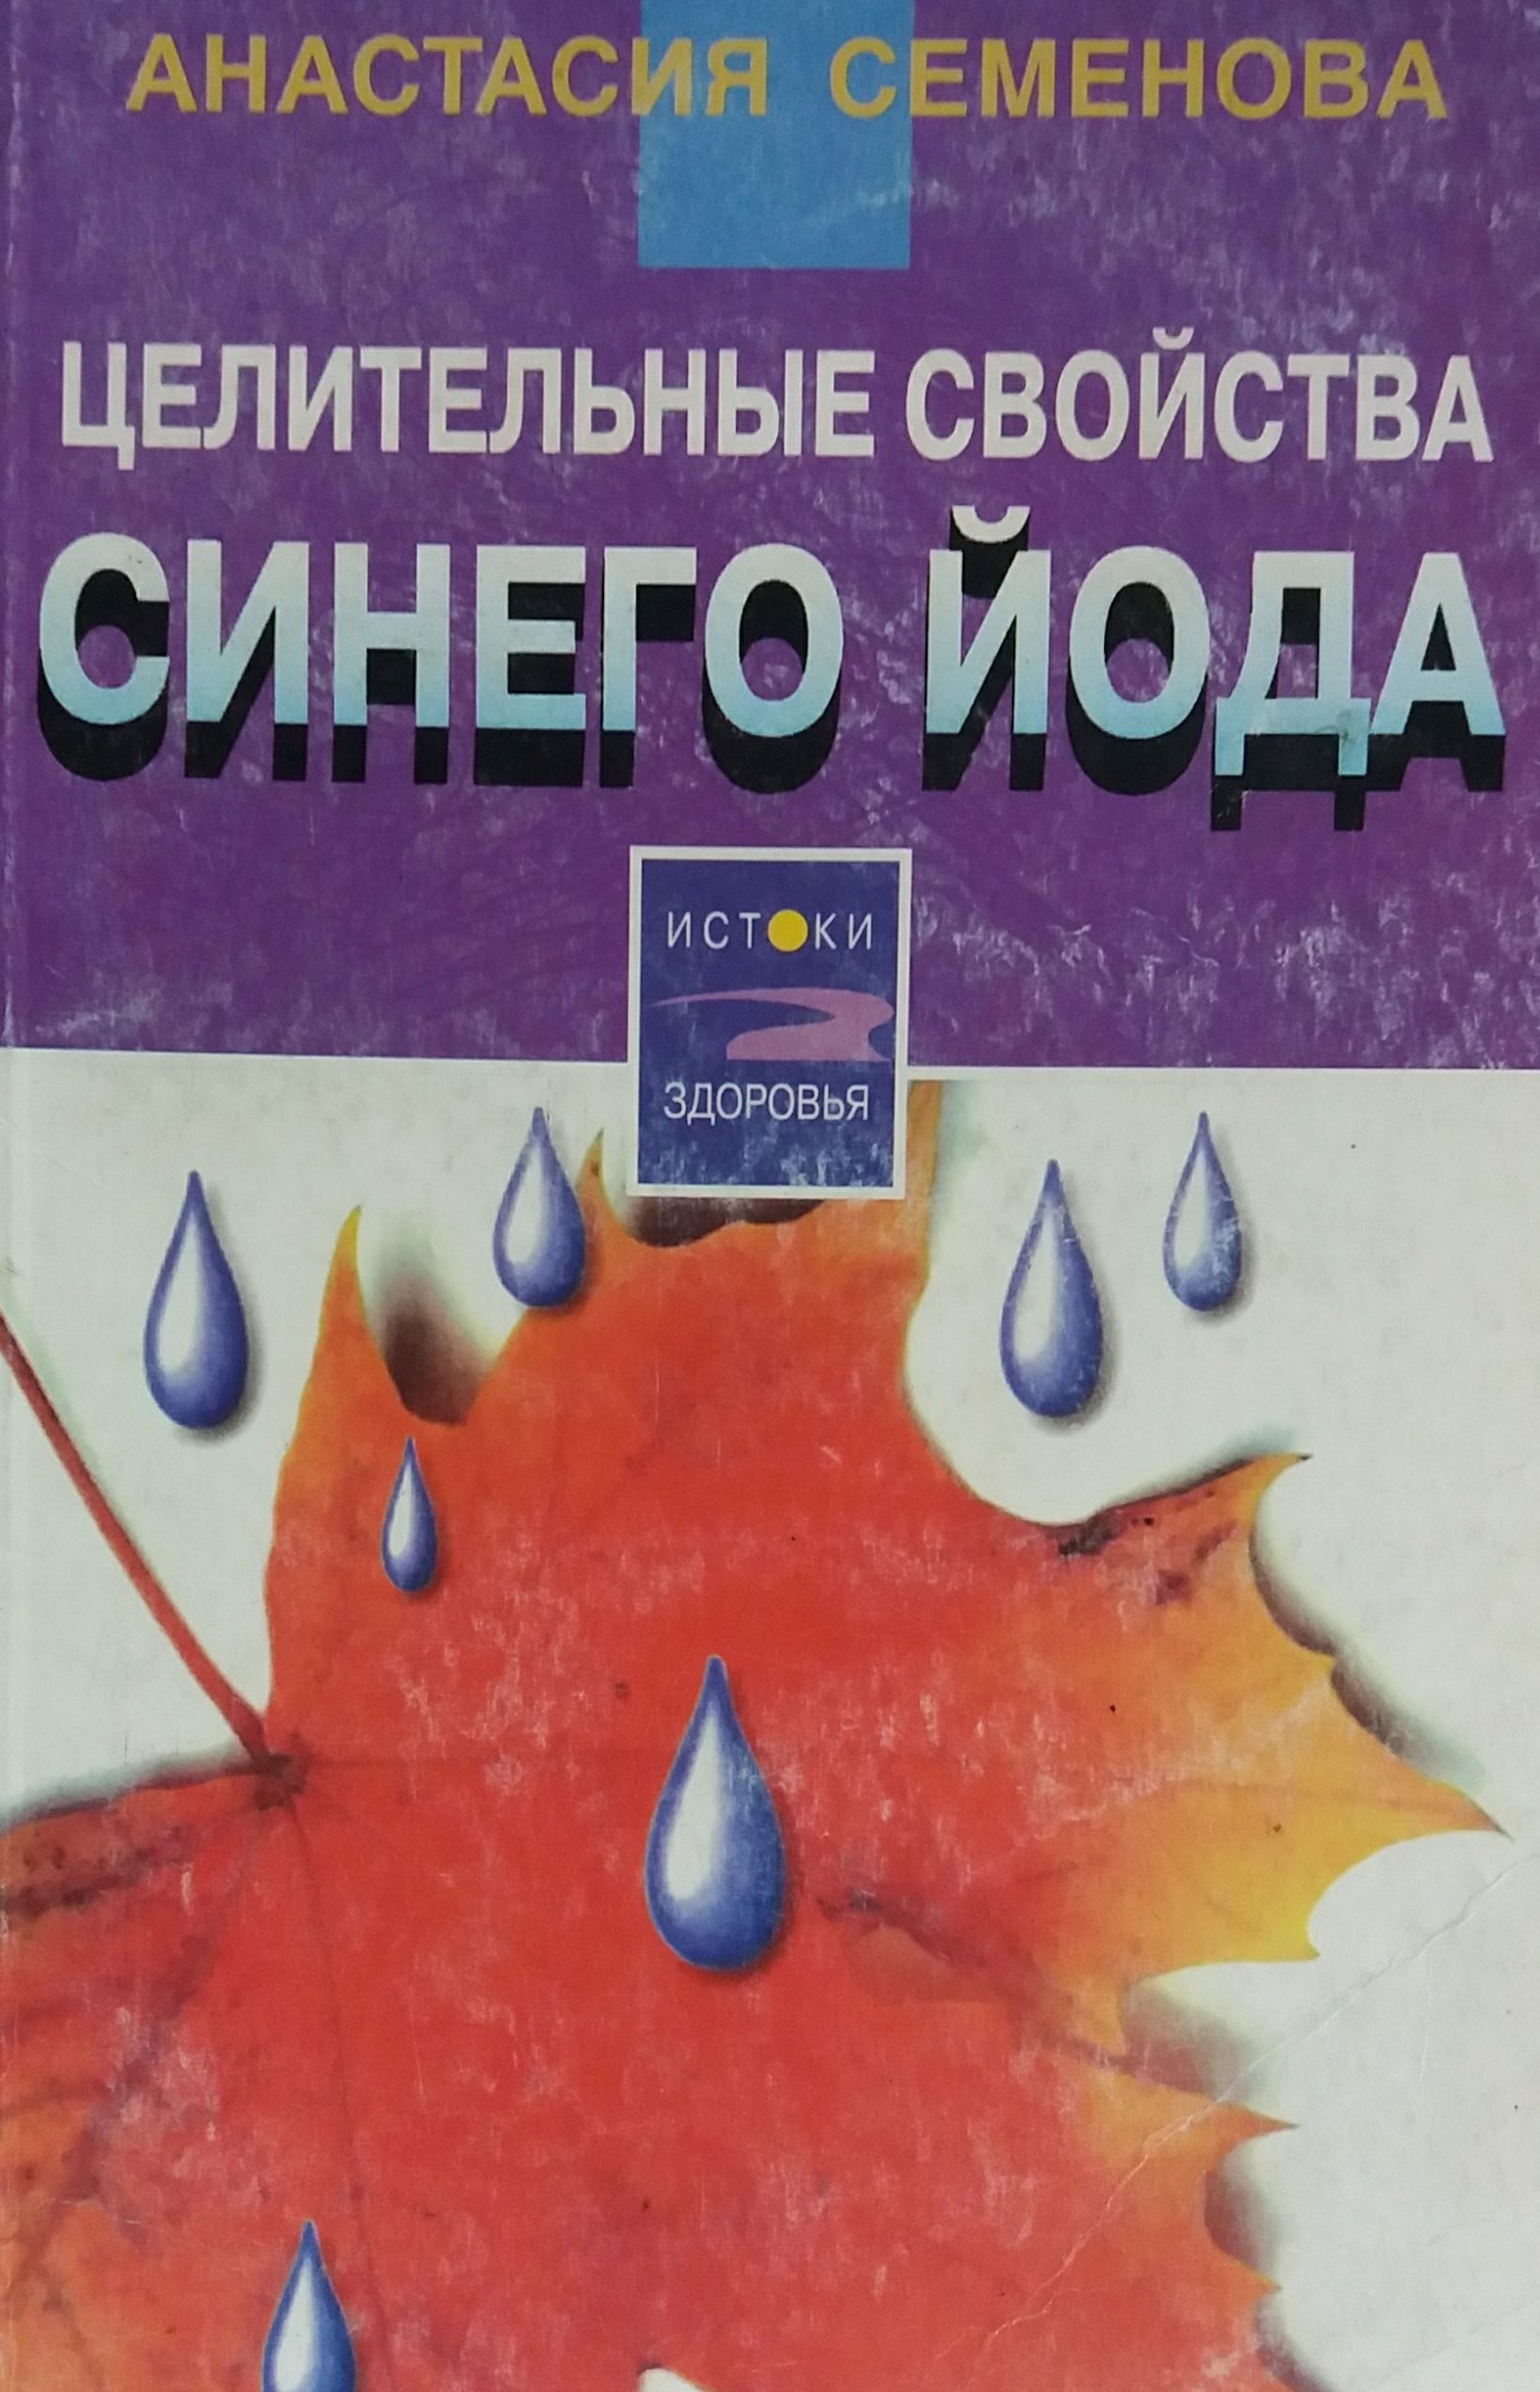 АНАСТАСИЯ СЕМЕНОВА
ЦЕЛИТЕЛЬНЫЕ СВОЙСТВА
СИНЕГО ЙОДА
ИСТОКИ
ЗДОРОВЬЯ